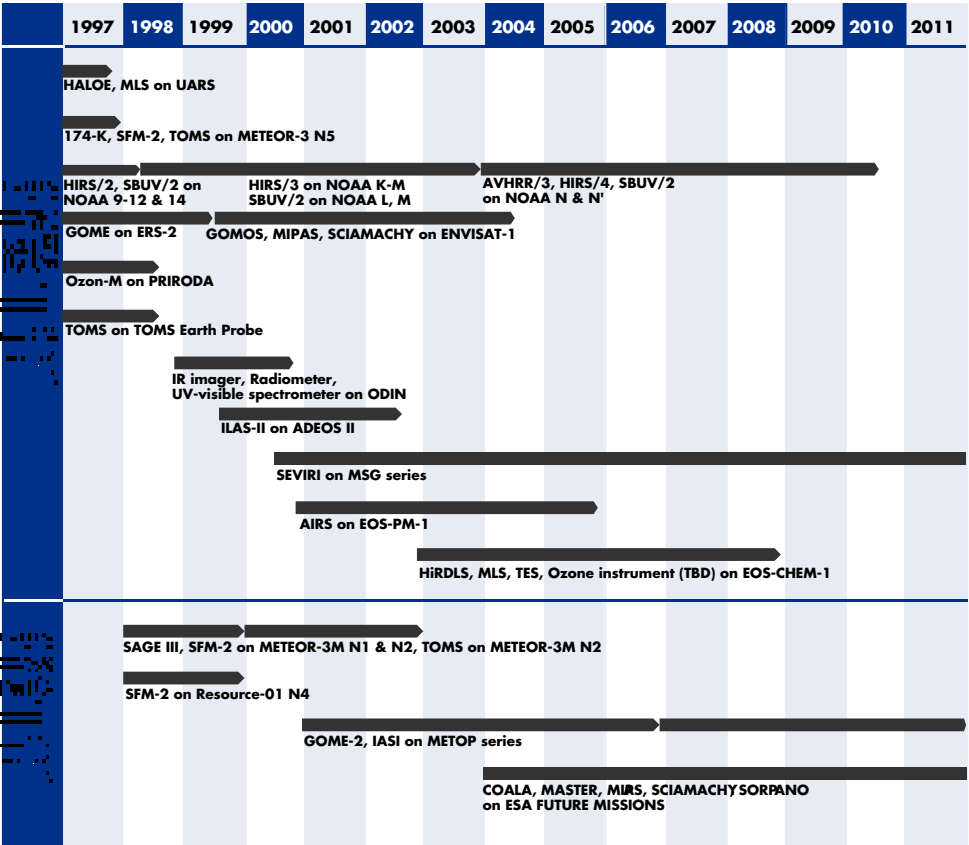 1997 1998 1999 2000 2001 2002 2003 2004 2005 2006 2007 2008 2009 2010 2011
HALOE, MLS on UARS
174-K, SFM-2, TOMS on METEOR-3 N5
HIRS/2, SBUV/2 on
NOAA 9-12 & 14
HIRS/3 on NOAA K-M
SBUV/2 on NOAA L, M
AVHRR/3, HIRS/4, SBUV/2
on NOAA N & N'
GOME on ERS-2
GOMOS, MIPAS, SCIAMACHY on ENVISAT-1
Ozon-M on PRIRODA
TOMS on TOMS Earth Probe
IR imager, Radiometer,
UV-visible spectrometer on ODIN
ILAS-II on ADEOS II
SEVIRI on MSG series
AIRS on EOS-PM-1
HiRDLS, MLS, TES, Ozone instrument (TBD) on EOS-CHEM-1
SAGE III, SFM-2 on METEOR-3M N1 & N2, TOMS on METEOR-3M N2
SFM-2 on Resource-01 N4
GOME-2, IASI on METOP series
COALA, MASTER, SCIAMACHY SORPANO
on ESA FUTURE MISSIONS